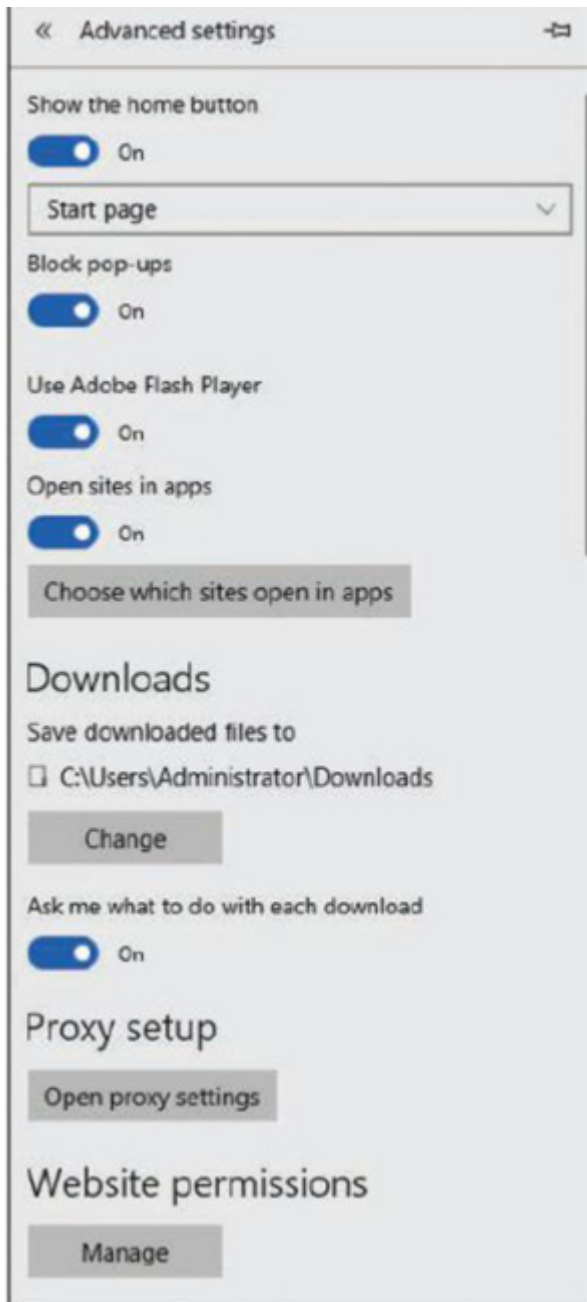 « Advanced settings
Show the home button
On
Start page
Block pop-ups
On
Use Adobe Flash Player
On
Open sites in apps
On
Choose which sites open in apps
Downloads
Save downloaded files to
C:\Users\Administrator\Downloads
Change
Ask me what to do with each download
On
Proxy setup
Open proxy settings
Website permissions
Manage